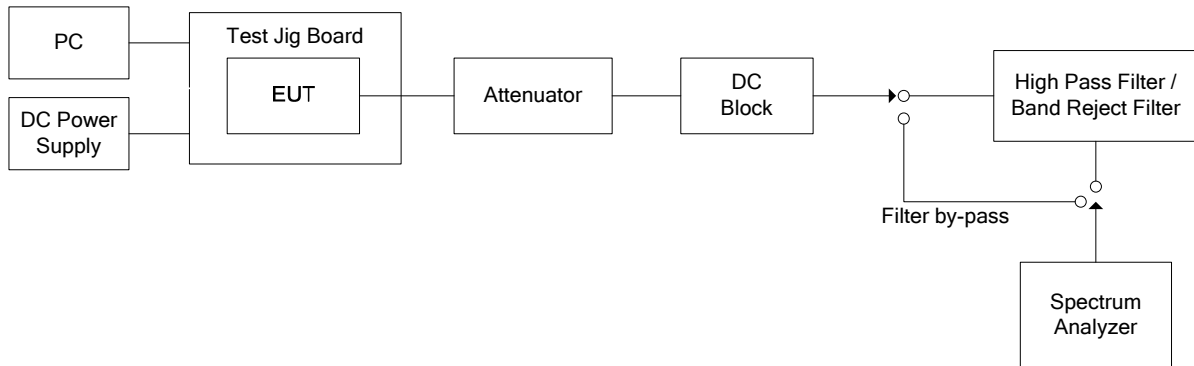 PC
DC Power
Supply
Test Jig Board
EUT
Attenuator
DC
Block
High Pass Filter /
Band Reject Filter
Filter by-pass
Spectrum
Analyzer